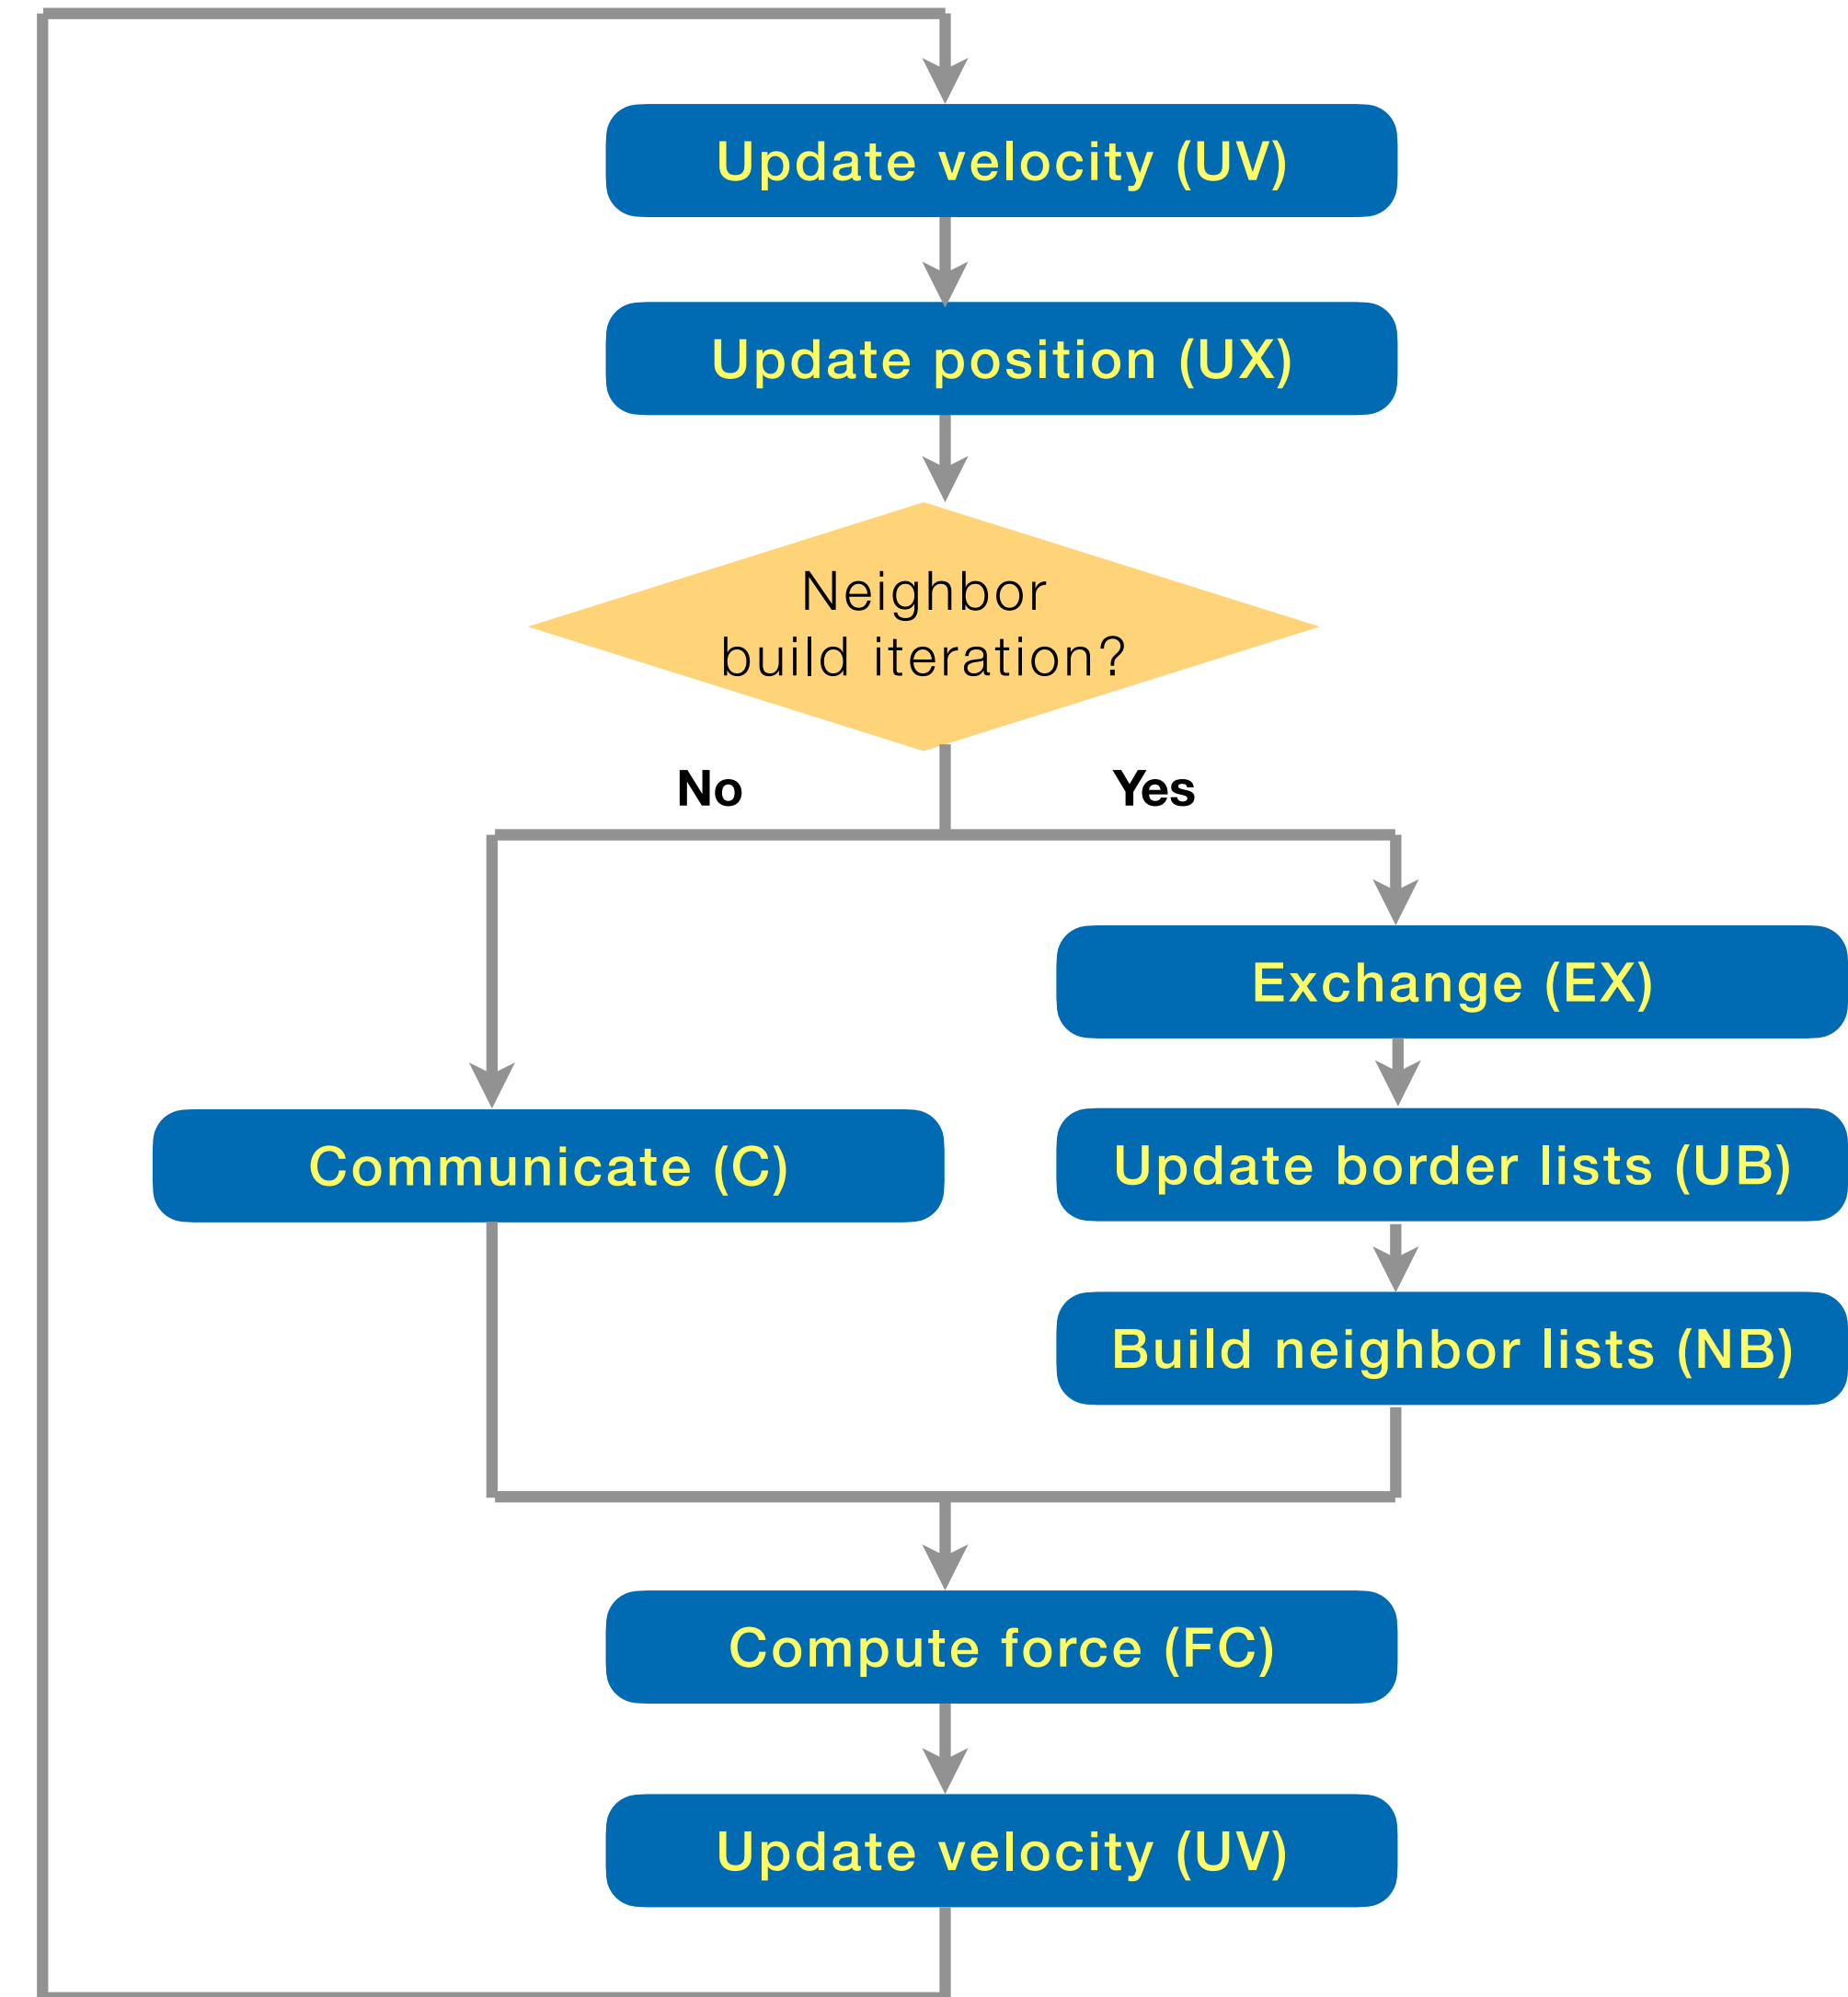 Update velocity (UV)
Update position (UX)
Neighbor
build iteration?
No
Yes
Exchange (EX)
Communicate (C)
Update border lists (UB)
Build neighbor lists (NB)
Compute force (FC)
Update velocity (UV)